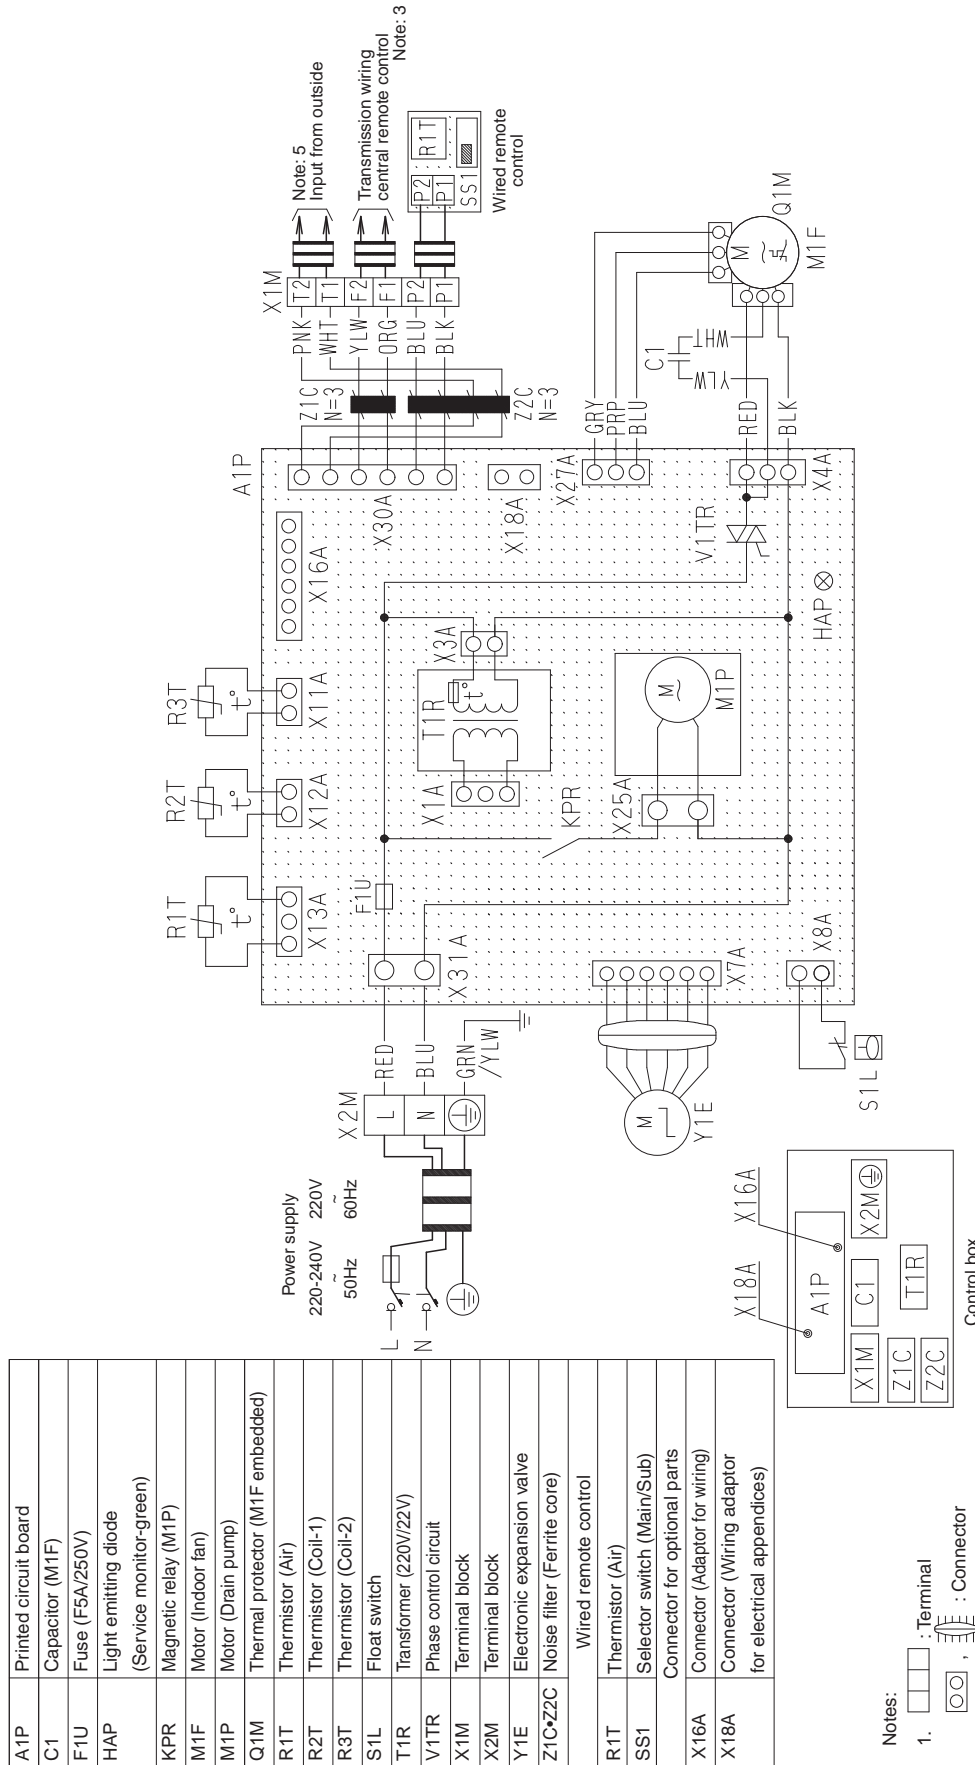 A1P Printed circuit board
C1 Capacitor (M1F)
F1U Fuse (F5A/250V)
HAP Light emitting diode
(Service monitor-green)
KPR Magnetic relay (M1P)
M1F Motor (Indoor fan)
M1P Motor (Drain pump)
Q1M Thermal protector (M1F embedded)
R1T Thermistor (Air)
R2T Thermistor (Coil-1)
R3T Thermistor (Coil-2)
S1L Float switch
T1R Transformer (220V/22V)
V1TR Phase control circuit
X1M Terminal block
X2M Terminal block
Y1E Electronic expansion valve
Z1C•Z2C Noise filter (Ferrite core)
Wired remote control
R1T Thermistor (Air)
SS1 Selector switch (Main/Sub)
Connector for optional parts
X16A Connector (Adaptor for wiring)
X18A Connector (Wiring adaptor
for electrical appendices)
Notes:
1. : Terminal
, : Connector
Power supply
220-240V 220V
~ ~
50Hz 60Hz
L
N
X2M
L
N
RED
BLU
GRN
/YLW
R1T
t°
X13A
R2T
t°
X12A
R3T
t°
X11A
X16A
A1P
X31A
F1U
X1A
T1R
t°
X3A
KPR
X25A
M
~
M1P
X30A
X18A
X27A
V1TR
X4A
HAP
X7A
X8A
M
Y1E
S1L
Z1C
N=3
Z2C
N=3
PNK
WHT
YLW
ORG
BLU
BLK
X1M
T2
T1
F2
F1
P2
P1
Note: 5
Input from outside
Transmission wiring
central remote control
Note: 3
P2
P1
R1T
SS1
Wired remote
control
GRY
PRP
BLU
RED
BLK
C1
YLW
WHT
M
~
Q1M
M1F
X18A
X16A
A1P
X1M
C1
X2M
Z1C
Z2C
T1R
Control box